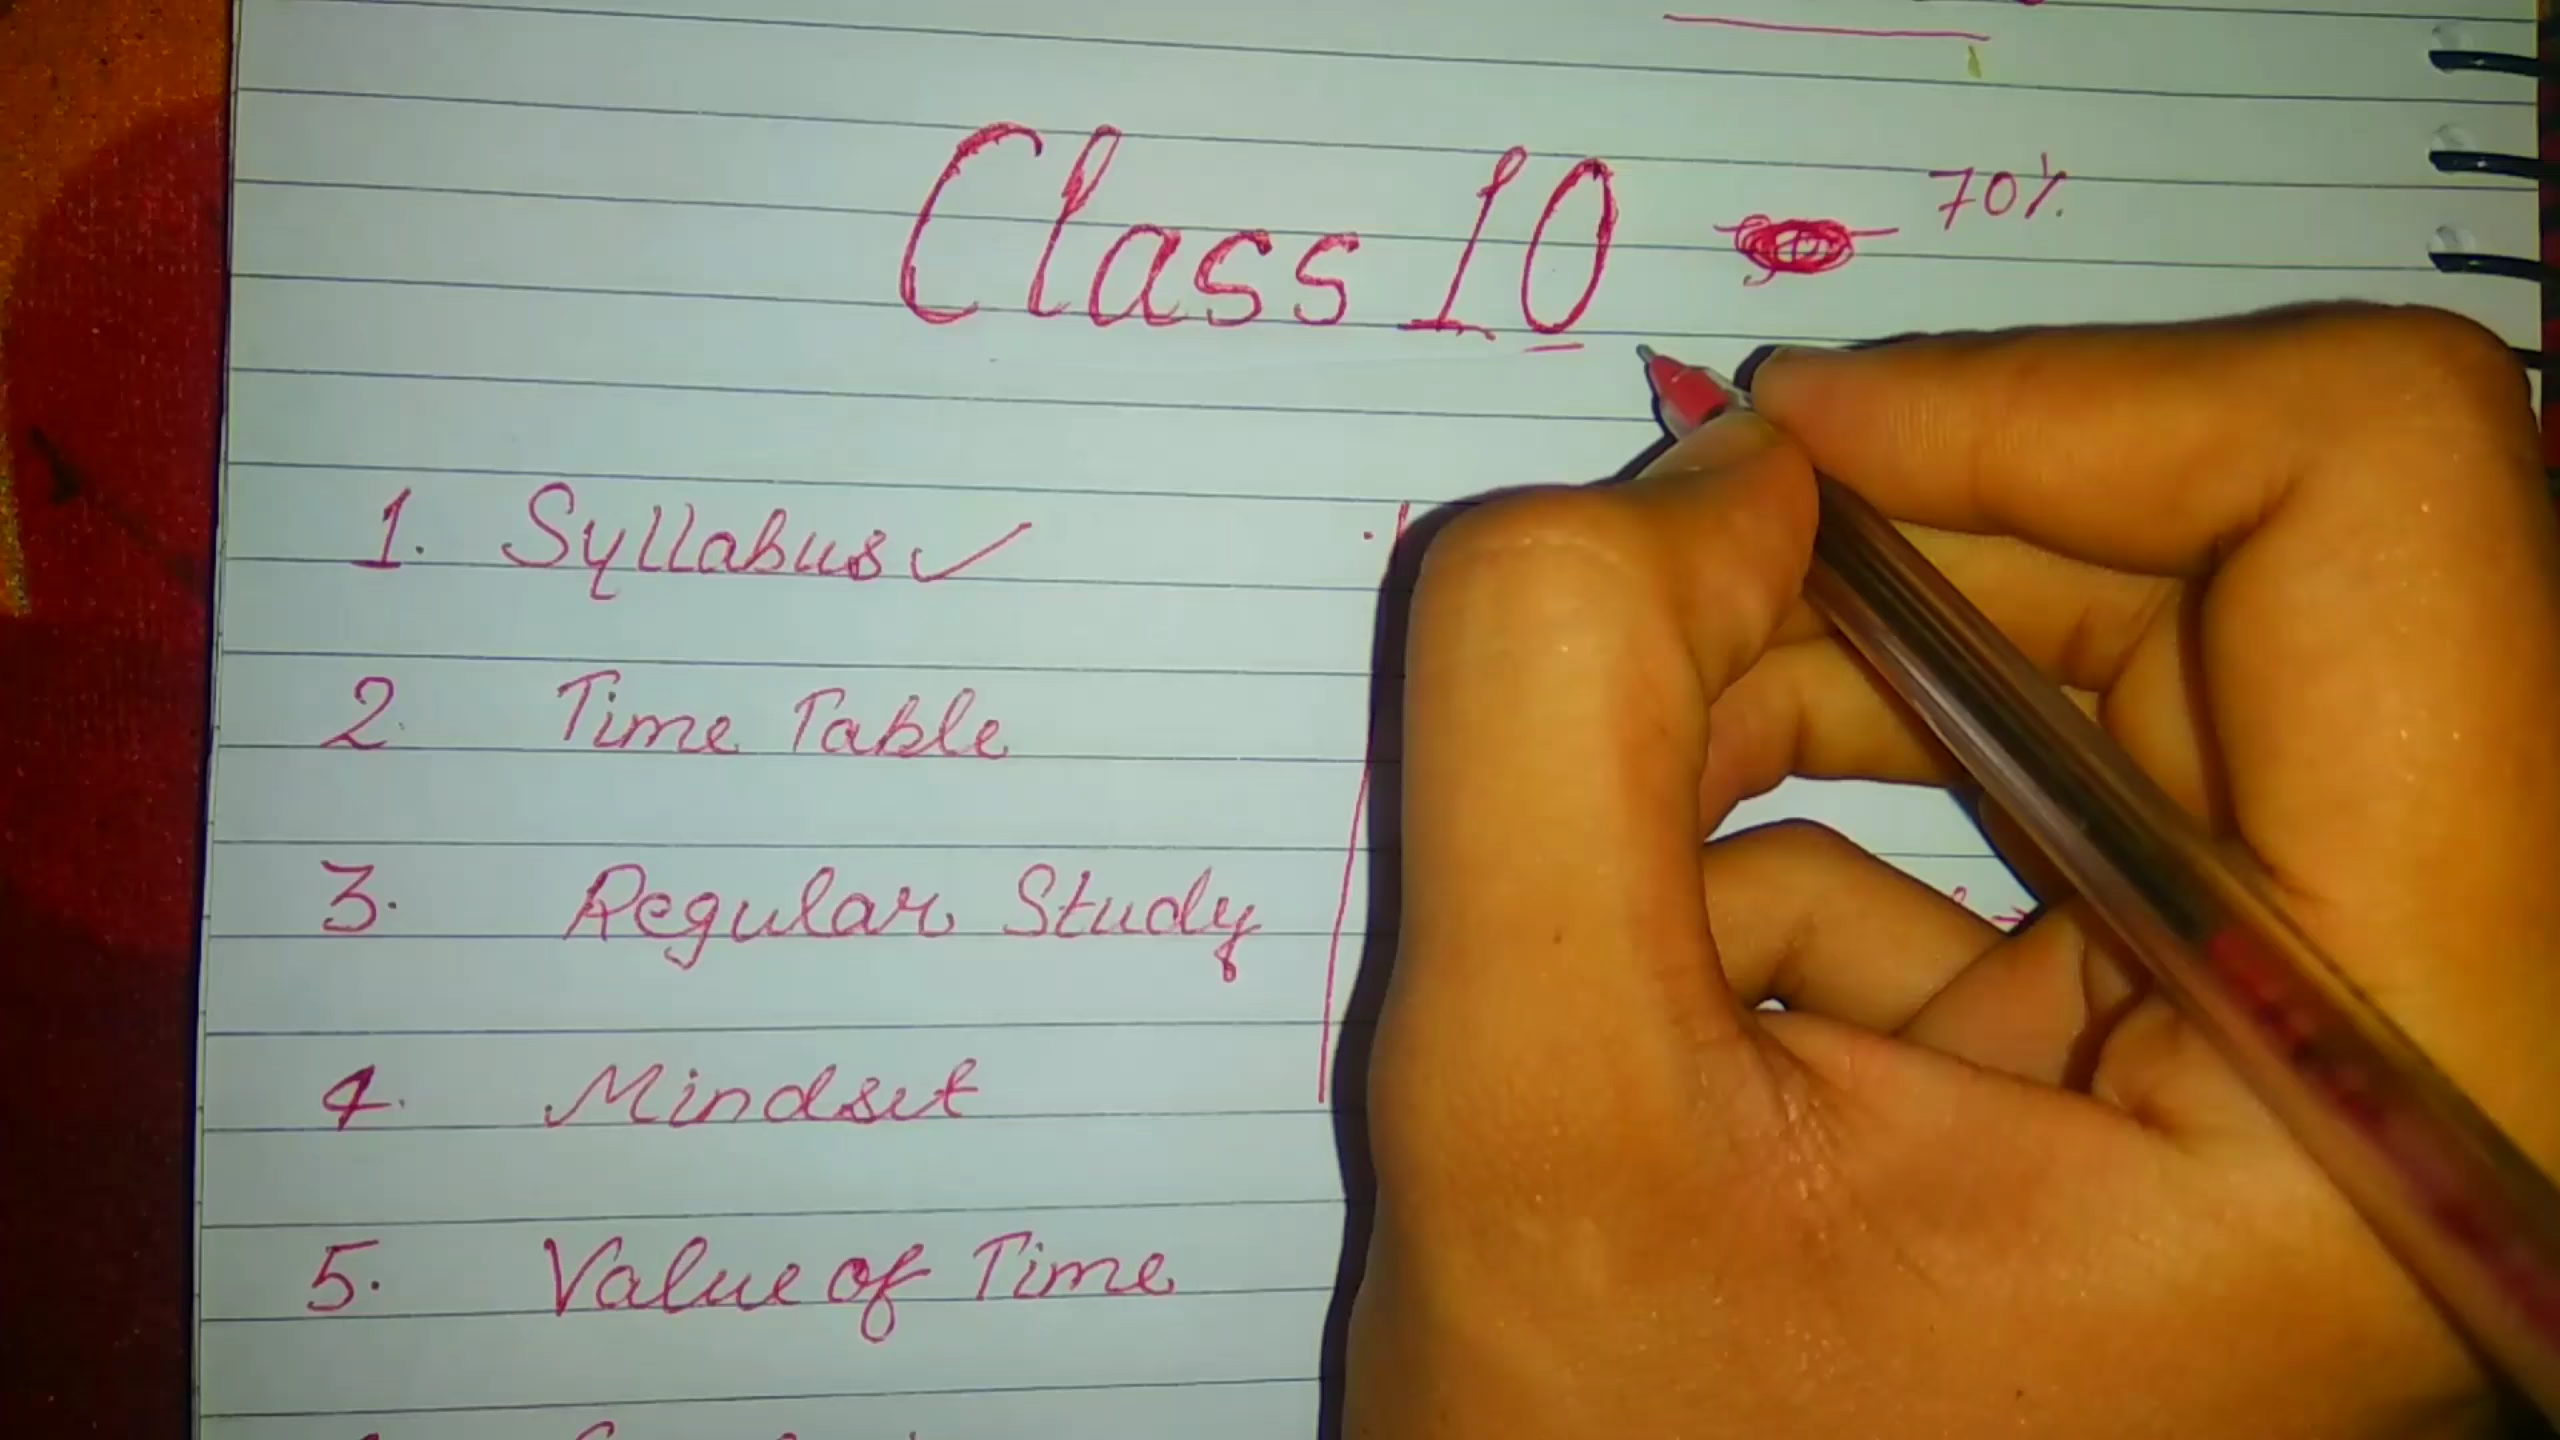 Class 10 70%
1. Syllabus ✓
2. Time Table
3. Regular Study
4. Mindset
5. Value of Time